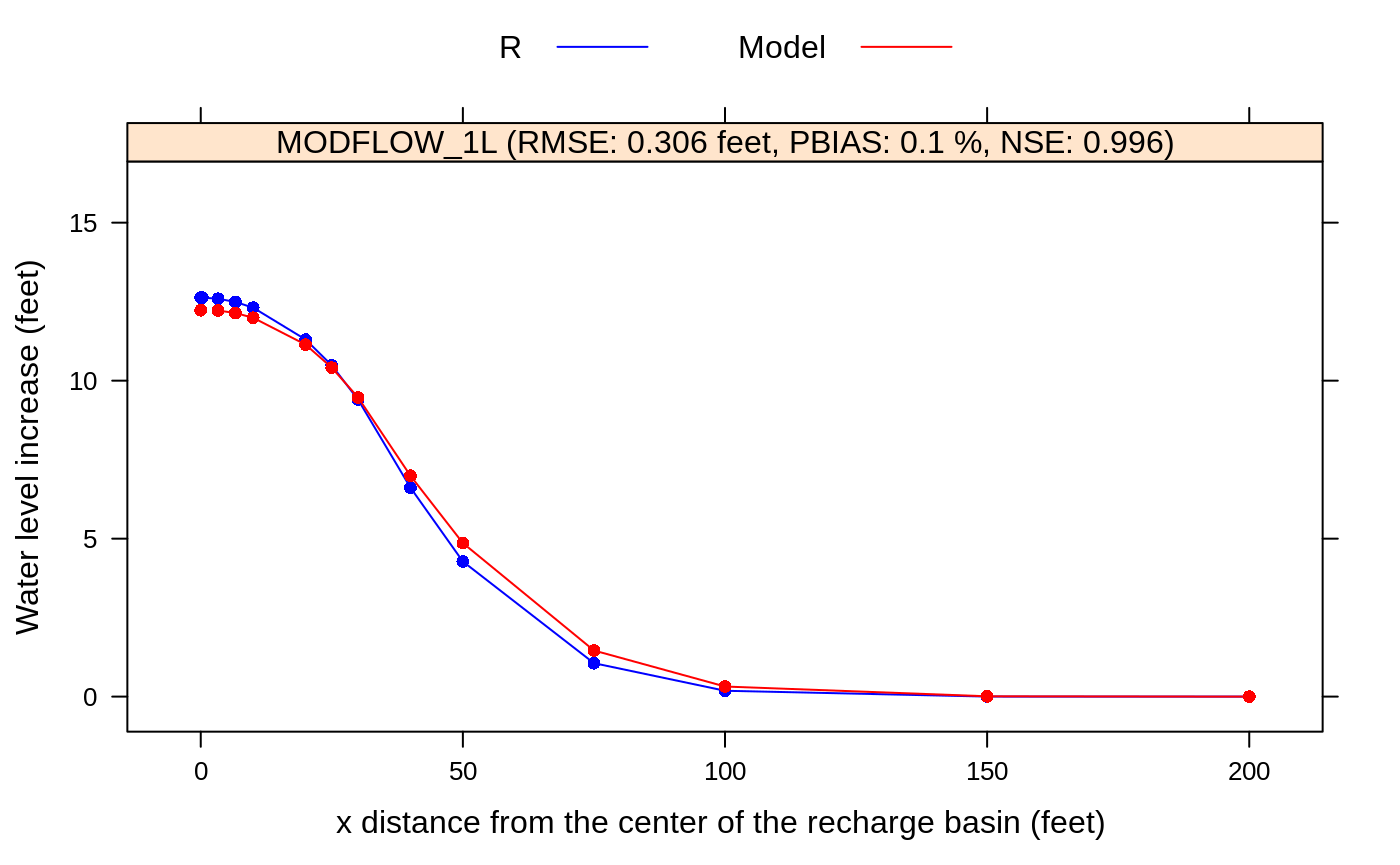 R Model
MODFLOW_1L (RMSE: 0.306 feet, PBIAS: 0.1 %, NSE: 0.996)
Water level increase (feet)
15
10
5
0
0 50 100 150 200
x distance from the center of the recharge basin (feet)